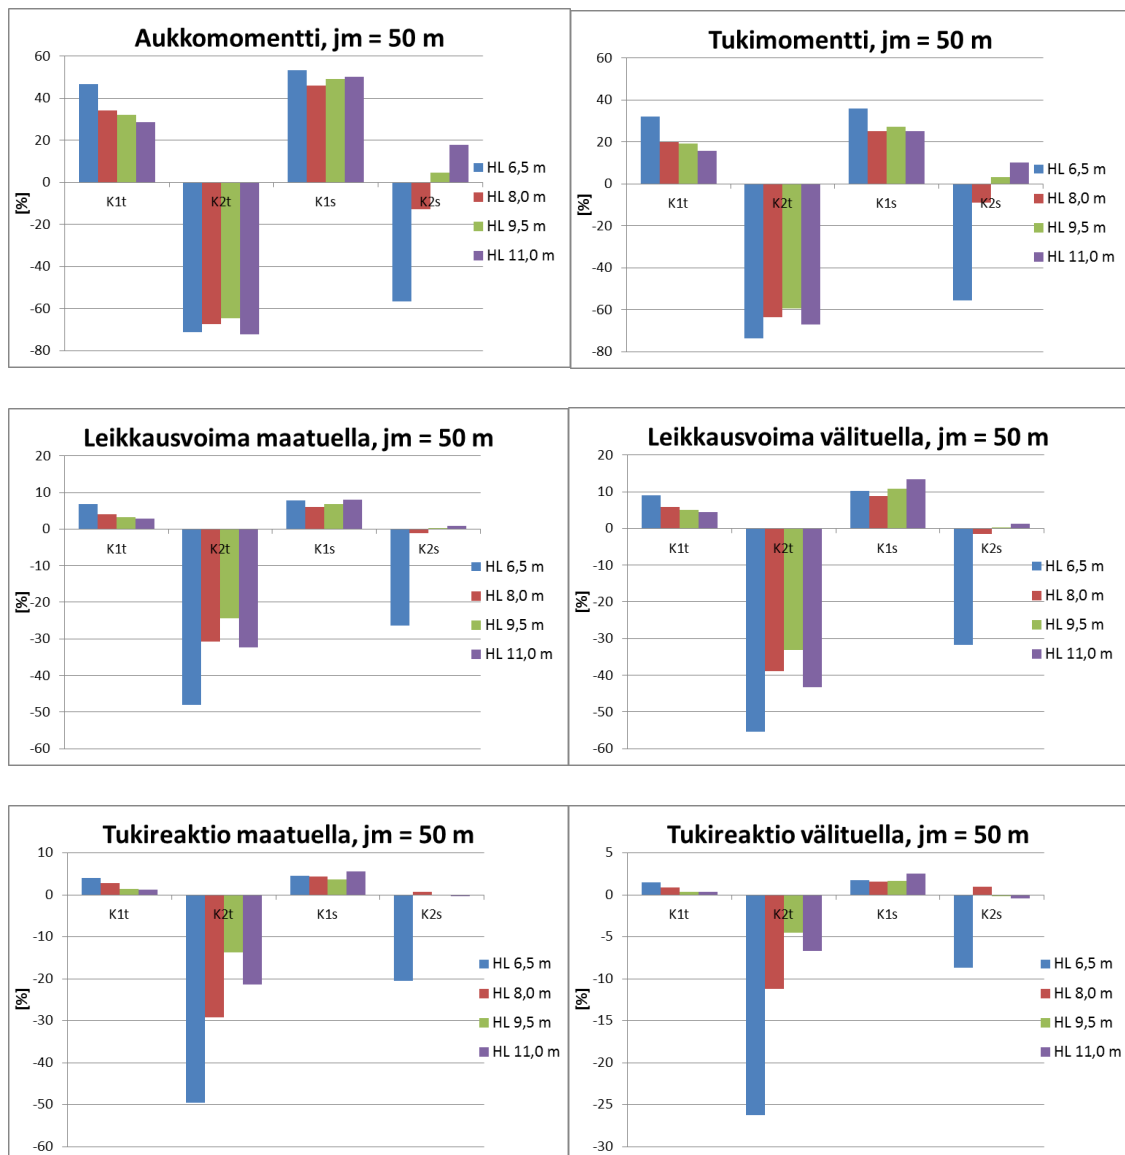 Aukkomomentti, jm = 50 m
60
40
20
0
-20
-40
-60
-80
[%]
K1t
K2t
K1s
K2s
HL 6,5 m
HL 8,0 m
HL 9,5 m
HL 11,0 m
Tukimomentti, jm = 50 m
60
40
20
0
-20
-40
-60
-80
[%]
K1t
K2t
K1s
K2s
HL 6,5 m
HL 8,0 m
HL 9,5 m
HL 11,0 m
Leikkausvoima maatuella, jm = 50 m
20
10
0
-10
-20
-30
-40
-50
-60
[%]
K1t
K2t
K1s
K2s
HL 6,5 m
HL 8,0 m
HL 9,5 m
HL 11,0 m
Leikkausvoima välituella, jm = 50 m
20
10
0
-10
-20
-30
-40
-50
-60
[%]
K1t
K2t
K1s
K2s
HL 6,5 m
HL 8,0 m
HL 9,5 m
HL 11,0 m
Tukireaktio maatuella, jm = 50 m
10
0
-10
-20
-30
-40
-50
-60
[%]
K1t
K2t
K1s
K2s
HL 6,5 m
HL 8,0 m
HL 9,5 m
HL 11,0 m
Tukireaktio välituella, jm = 50 m
5
0
-5
-10
-15
-20
-25
-30
[%]
K1t
K2t
K1s
K2s
HL 6,5 m
HL 8,0 m
HL 9,5 m
HL 11,0 m